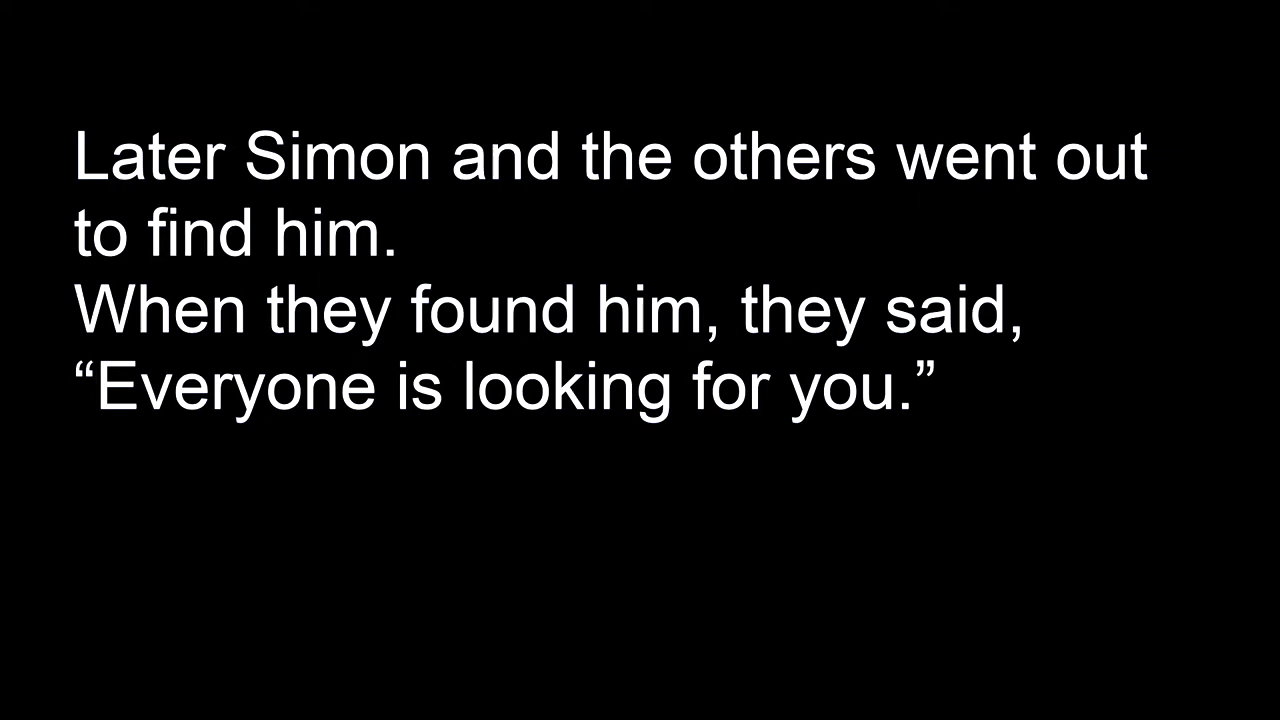 Later Simon and the others went out
to find him.
When they found him, they said,
“Everyone is looking for you.”